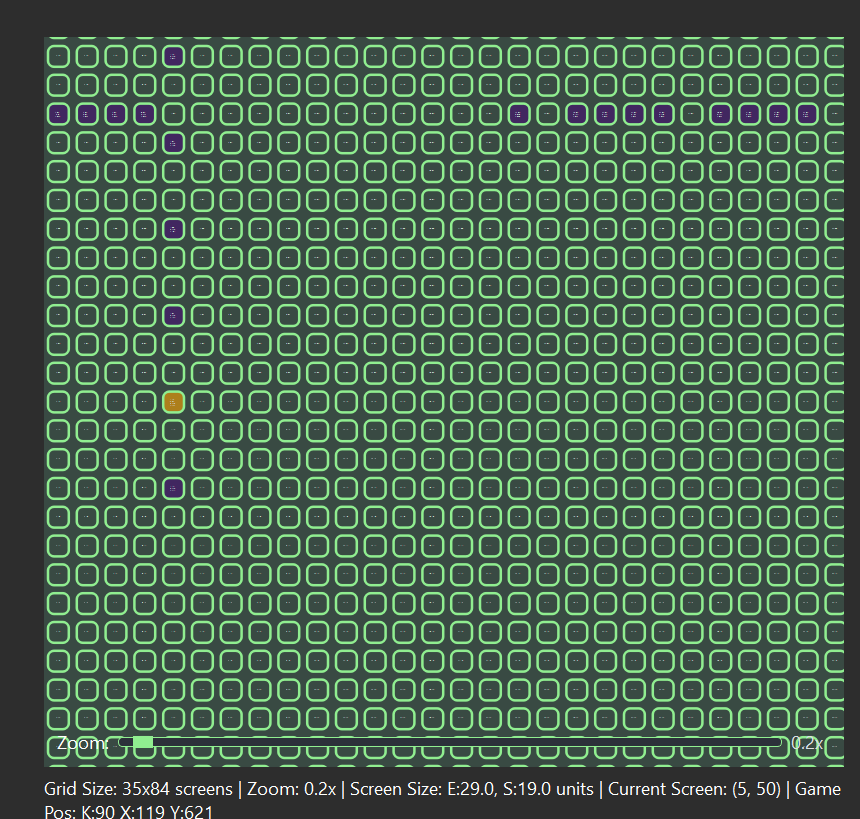 Zoom: 0.2x
Grid Size: 35x84 screens | Zoom: 0.2x | Screen Size: E:29.0, S:19.0 units | Current Screen: (5, 50) | Game
Pos: K:90 X:119 Y:621